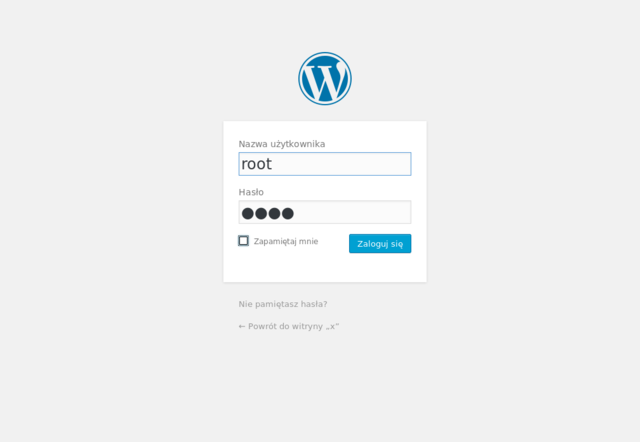 Nazwa użytkownika
root
Hasło
●●●●
Zapamiętaj mnie
Zaloguj się
Nie pamiętasz hasła?
← Powrót do witryny „x”